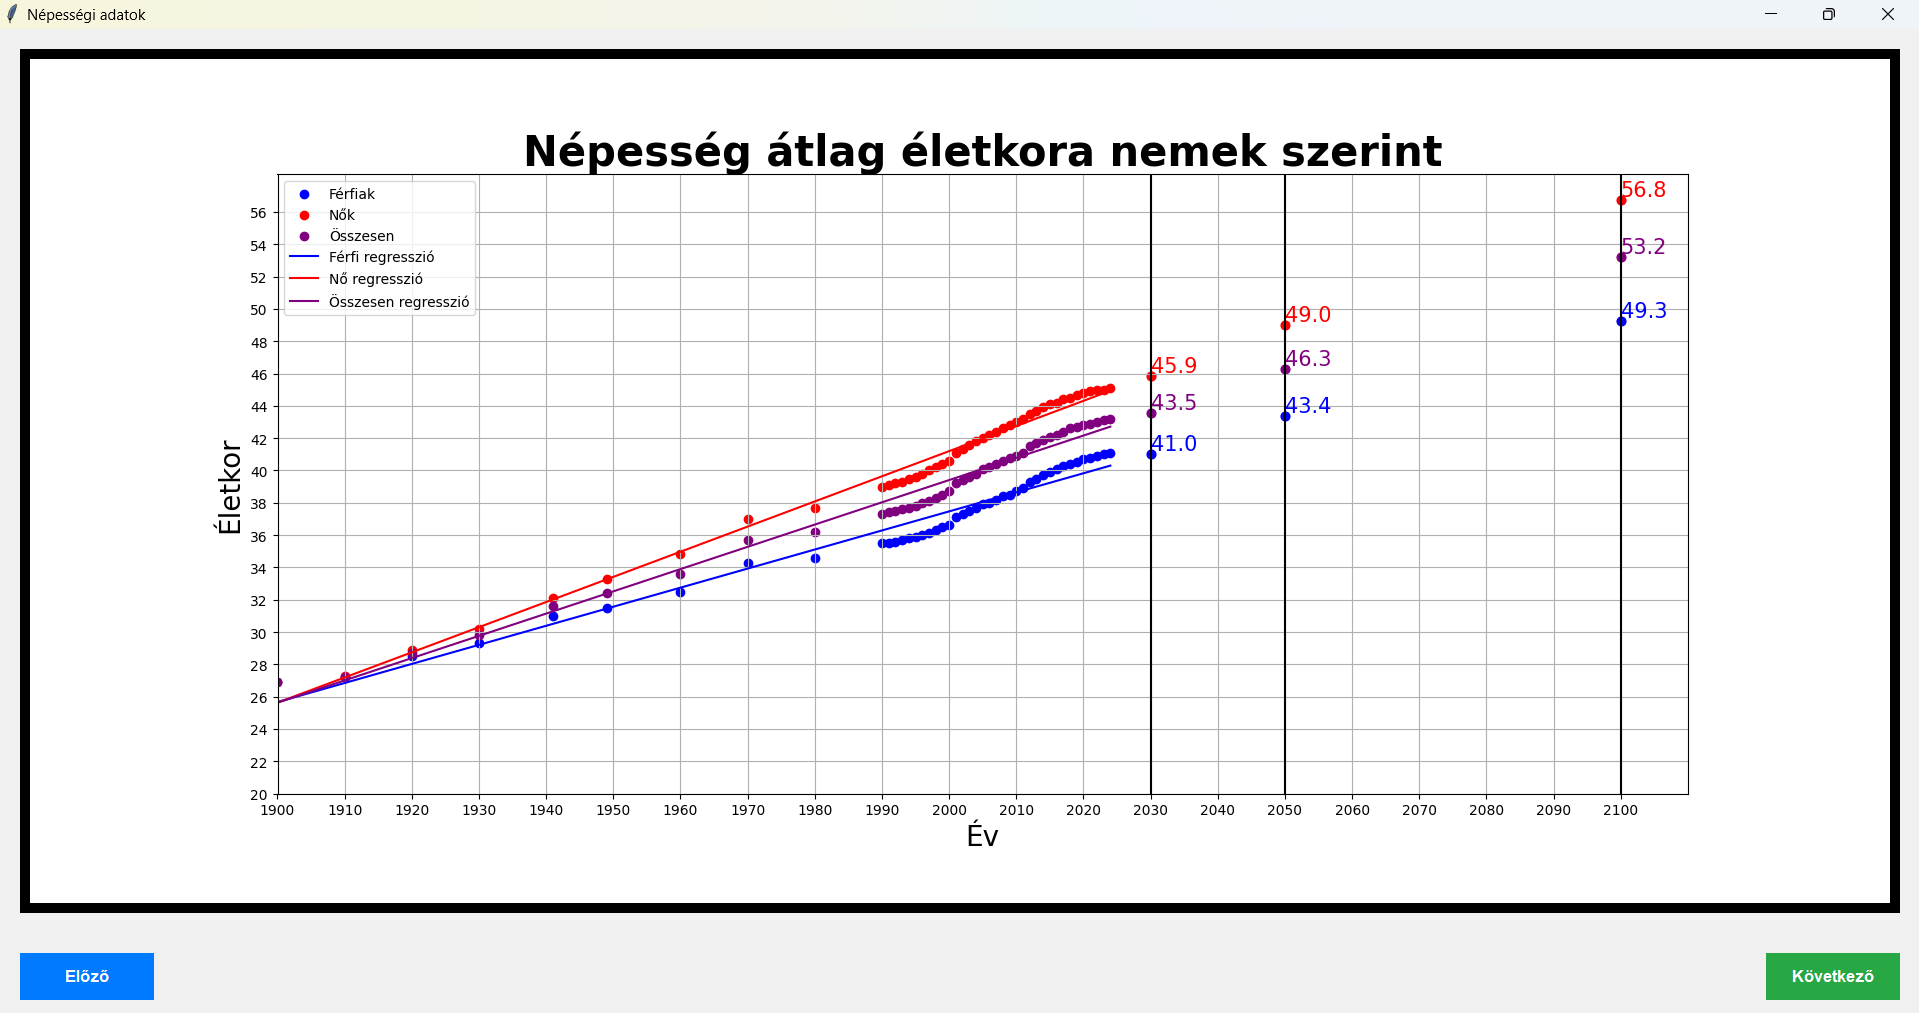 Népességi adatok
Népesség átlag életkora nemek szerint
Férfiak
Nők
Összesen
Férfi regresszió
Nő regresszió
Összesen regresszió
56
54
52
50
48
46
44
42
40
38
36
34
32
30
28
26
24
22
20
Életkor
56.8
53.2
49.3
49.0
46.3
43.4
45.9
43.5
41.0
1900 1910 1920 1930 1940 1950 1960 1970 1980 1990 2000 2010 2020 2030 2040 2050 2060 2070 2080 2090 2100
Év
Előző
Következő